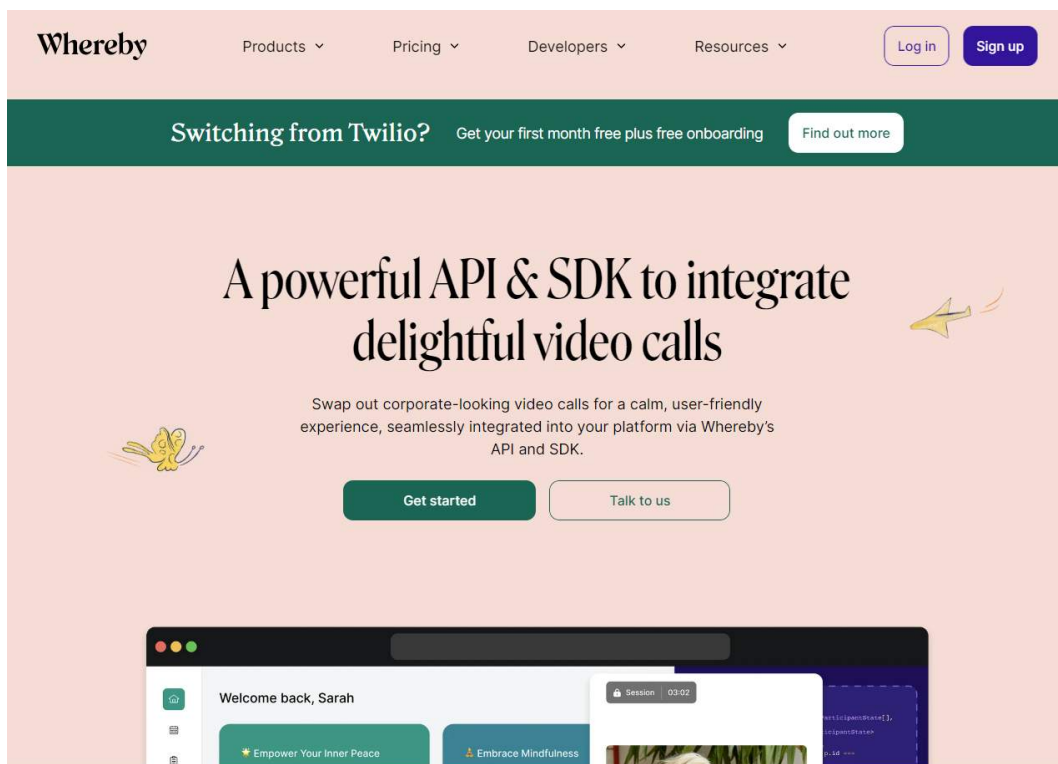 Whereby
Products
Pricing
Developers
Resources
Log in
Sign up
Switching from Twilio?
Get your first month free plus free onboarding
Find out more
A powerful API & SDK to integrate
delightful video calls
Swap out corporate-looking video calls for a calm, user-friendly
experience, seamlessly integrated into your platform via Whereby's
API and SDK.
Get started
Talk to us
Welcome back, Sarah
Session
03:02
articipantState[],
icipantState>
p.id ===
Empower Your Inner Peace
Embrace Mindfulness